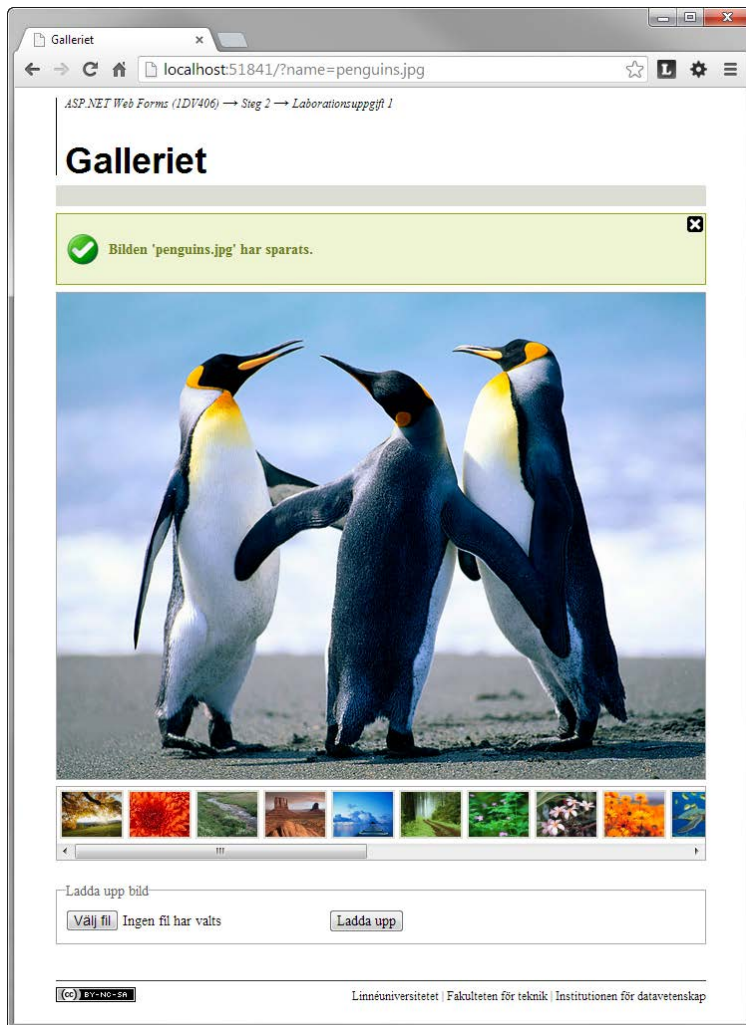 Galleriet
localhost:51841/?name=penguins.jpg
ASP.NET Web Forms (1DV406) → Steg 2 → Laborationsuppgift 1
Galleriet
Bilden 'penguins.jpg' har sparats.
Ladda upp bild
Välj fil Ingen fil har valts Ladda upp
(cc) BY-NC-SA Linnéuniversitetet | Fakulteten för teknik | Institutionen för datavetenskap